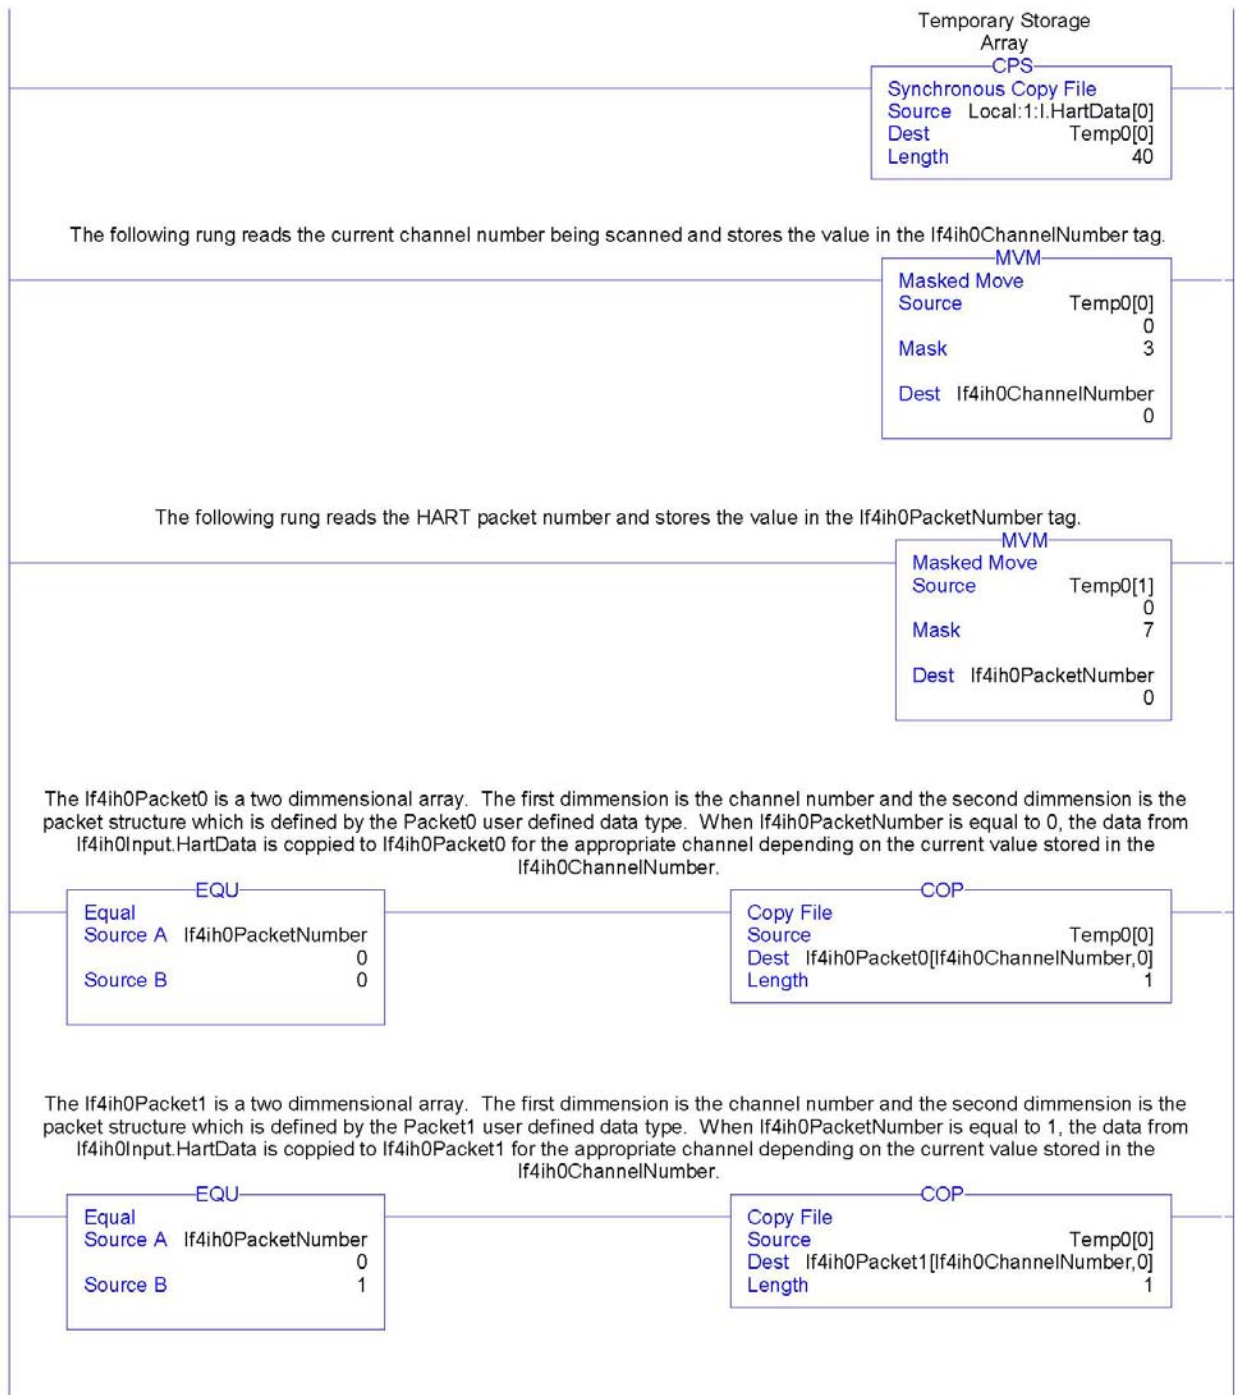 Temporary Storage
Array
CPS
Synchronous Copy File
Source Local:1:I.HartData[0]
Dest Temp0[0]
Length 40
The following rung reads the current channel number being scanned and stores the value in the If4ih0ChannelNumber tag.
MVM
Masked Move
Source Temp0[0]
0
Mask 3
Dest If4ih0ChannelNumber
0
The following rung reads the HART packet number and stores the value in the If4ih0PacketNumber tag.
MVM
Masked Move
Source Temp0[1]
0
Mask 7
Dest If4ih0PacketNumber
0
The If4ih0Packet0 is a two dimmensional array. The first dimmension is the channel number and the second dimmension is the
packet structure which is defined by the Packet0 user defined data type. When If4ih0PacketNumber is equal to 0, the data from
If4ih0Input.HartData is coppied to If4ih0Packet0 for the appropriate channel depending on the current value stored in the
If4ih0ChannelNumber.
EQU
Equal
Source A If4ih0PacketNumber
0
Source B 0
COP
Copy File
Source Temp0[0]
Dest If4ih0Packet0[If4ih0ChannelNumber,0]
Length 1
The If4ih0Packet1 is a two dimmensional array. The first dimmension is the channel number and the second dimmension is the
packet structure which is defined by the Packet1 user defined data type. When If4ih0PacketNumber is equal to 1, the data from
If4ih0Input.HartData is coppied to If4ih0Packet1 for the appropriate channel depending on the current value stored in the
If4ih0ChannelNumber.
EQU
Equal
Source A If4ih0PacketNumber
0
Source B 1
COP
Copy File
Source Temp0[0]
Dest If4ih0Packet1[If4ih0ChannelNumber,0]
Length 1